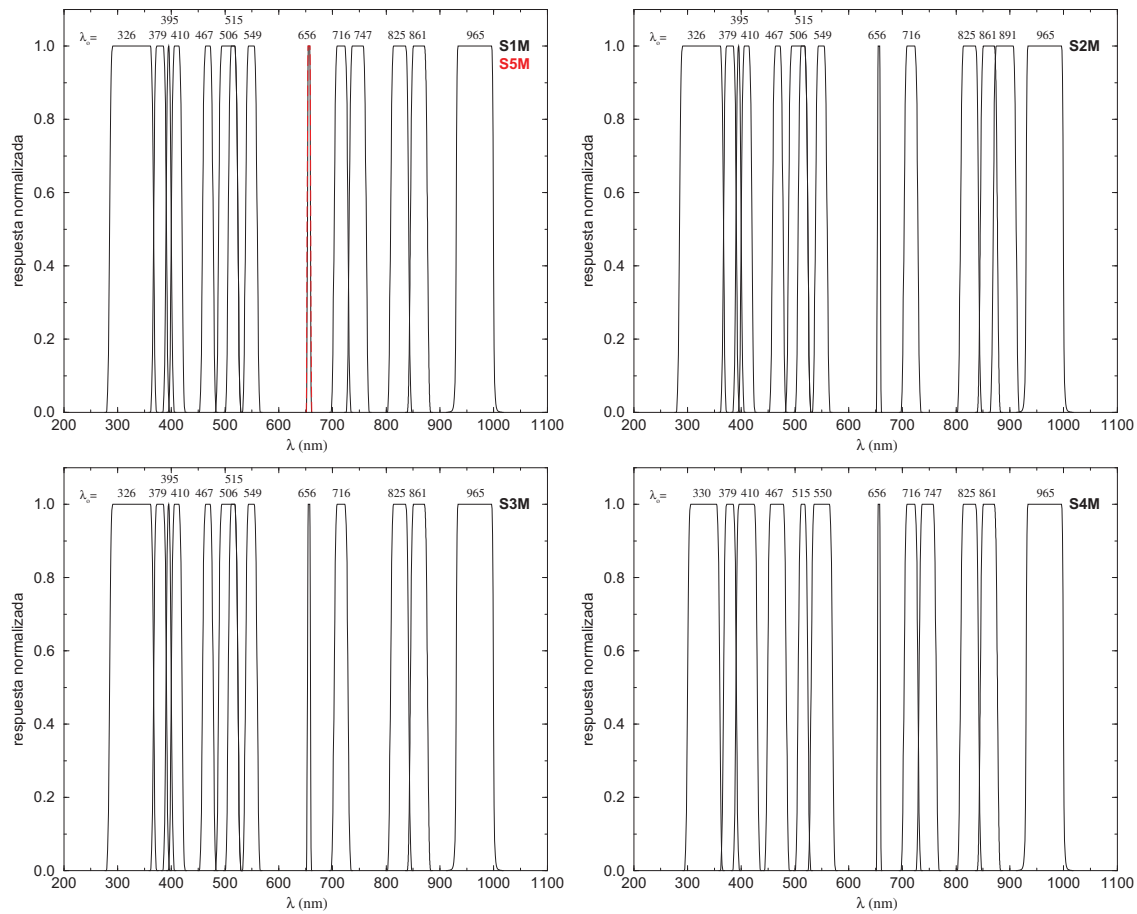 395 515
λo= 326 379 410 467 506 549 656 716 747 825 861 965
S1M
S5M
respuesta normalizada
1.0
0.8
0.6
0.4
0.2
0.0
200 300 400 500 600 700 800 900 1000 1100
λ (nm)
395 515
λo= 326 379 410 467 506 549 656 716 825 861 891 965
S2M
respuesta normalizada
1.0
0.8
0.6
0.4
0.2
0.0
200 300 400 500 600 700 800 900 1000 1100
λ (nm)
395 515
λo= 326 379 410 467 506 549 656 716 825 861 965
S3M
respuesta normalizada
1.0
0.8
0.6
0.4
0.2
0.0
200 300 400 500 600 700 800 900 1000 1100
λ (nm)
λo= 330 379 410 467 515 550 656 716 747 825 861 965
S4M
respuesta normalizada
1.0
0.8
0.6
0.4
0.2
0.0
200 300 400 500 600 700 800 900 1000 1100
λ (nm)